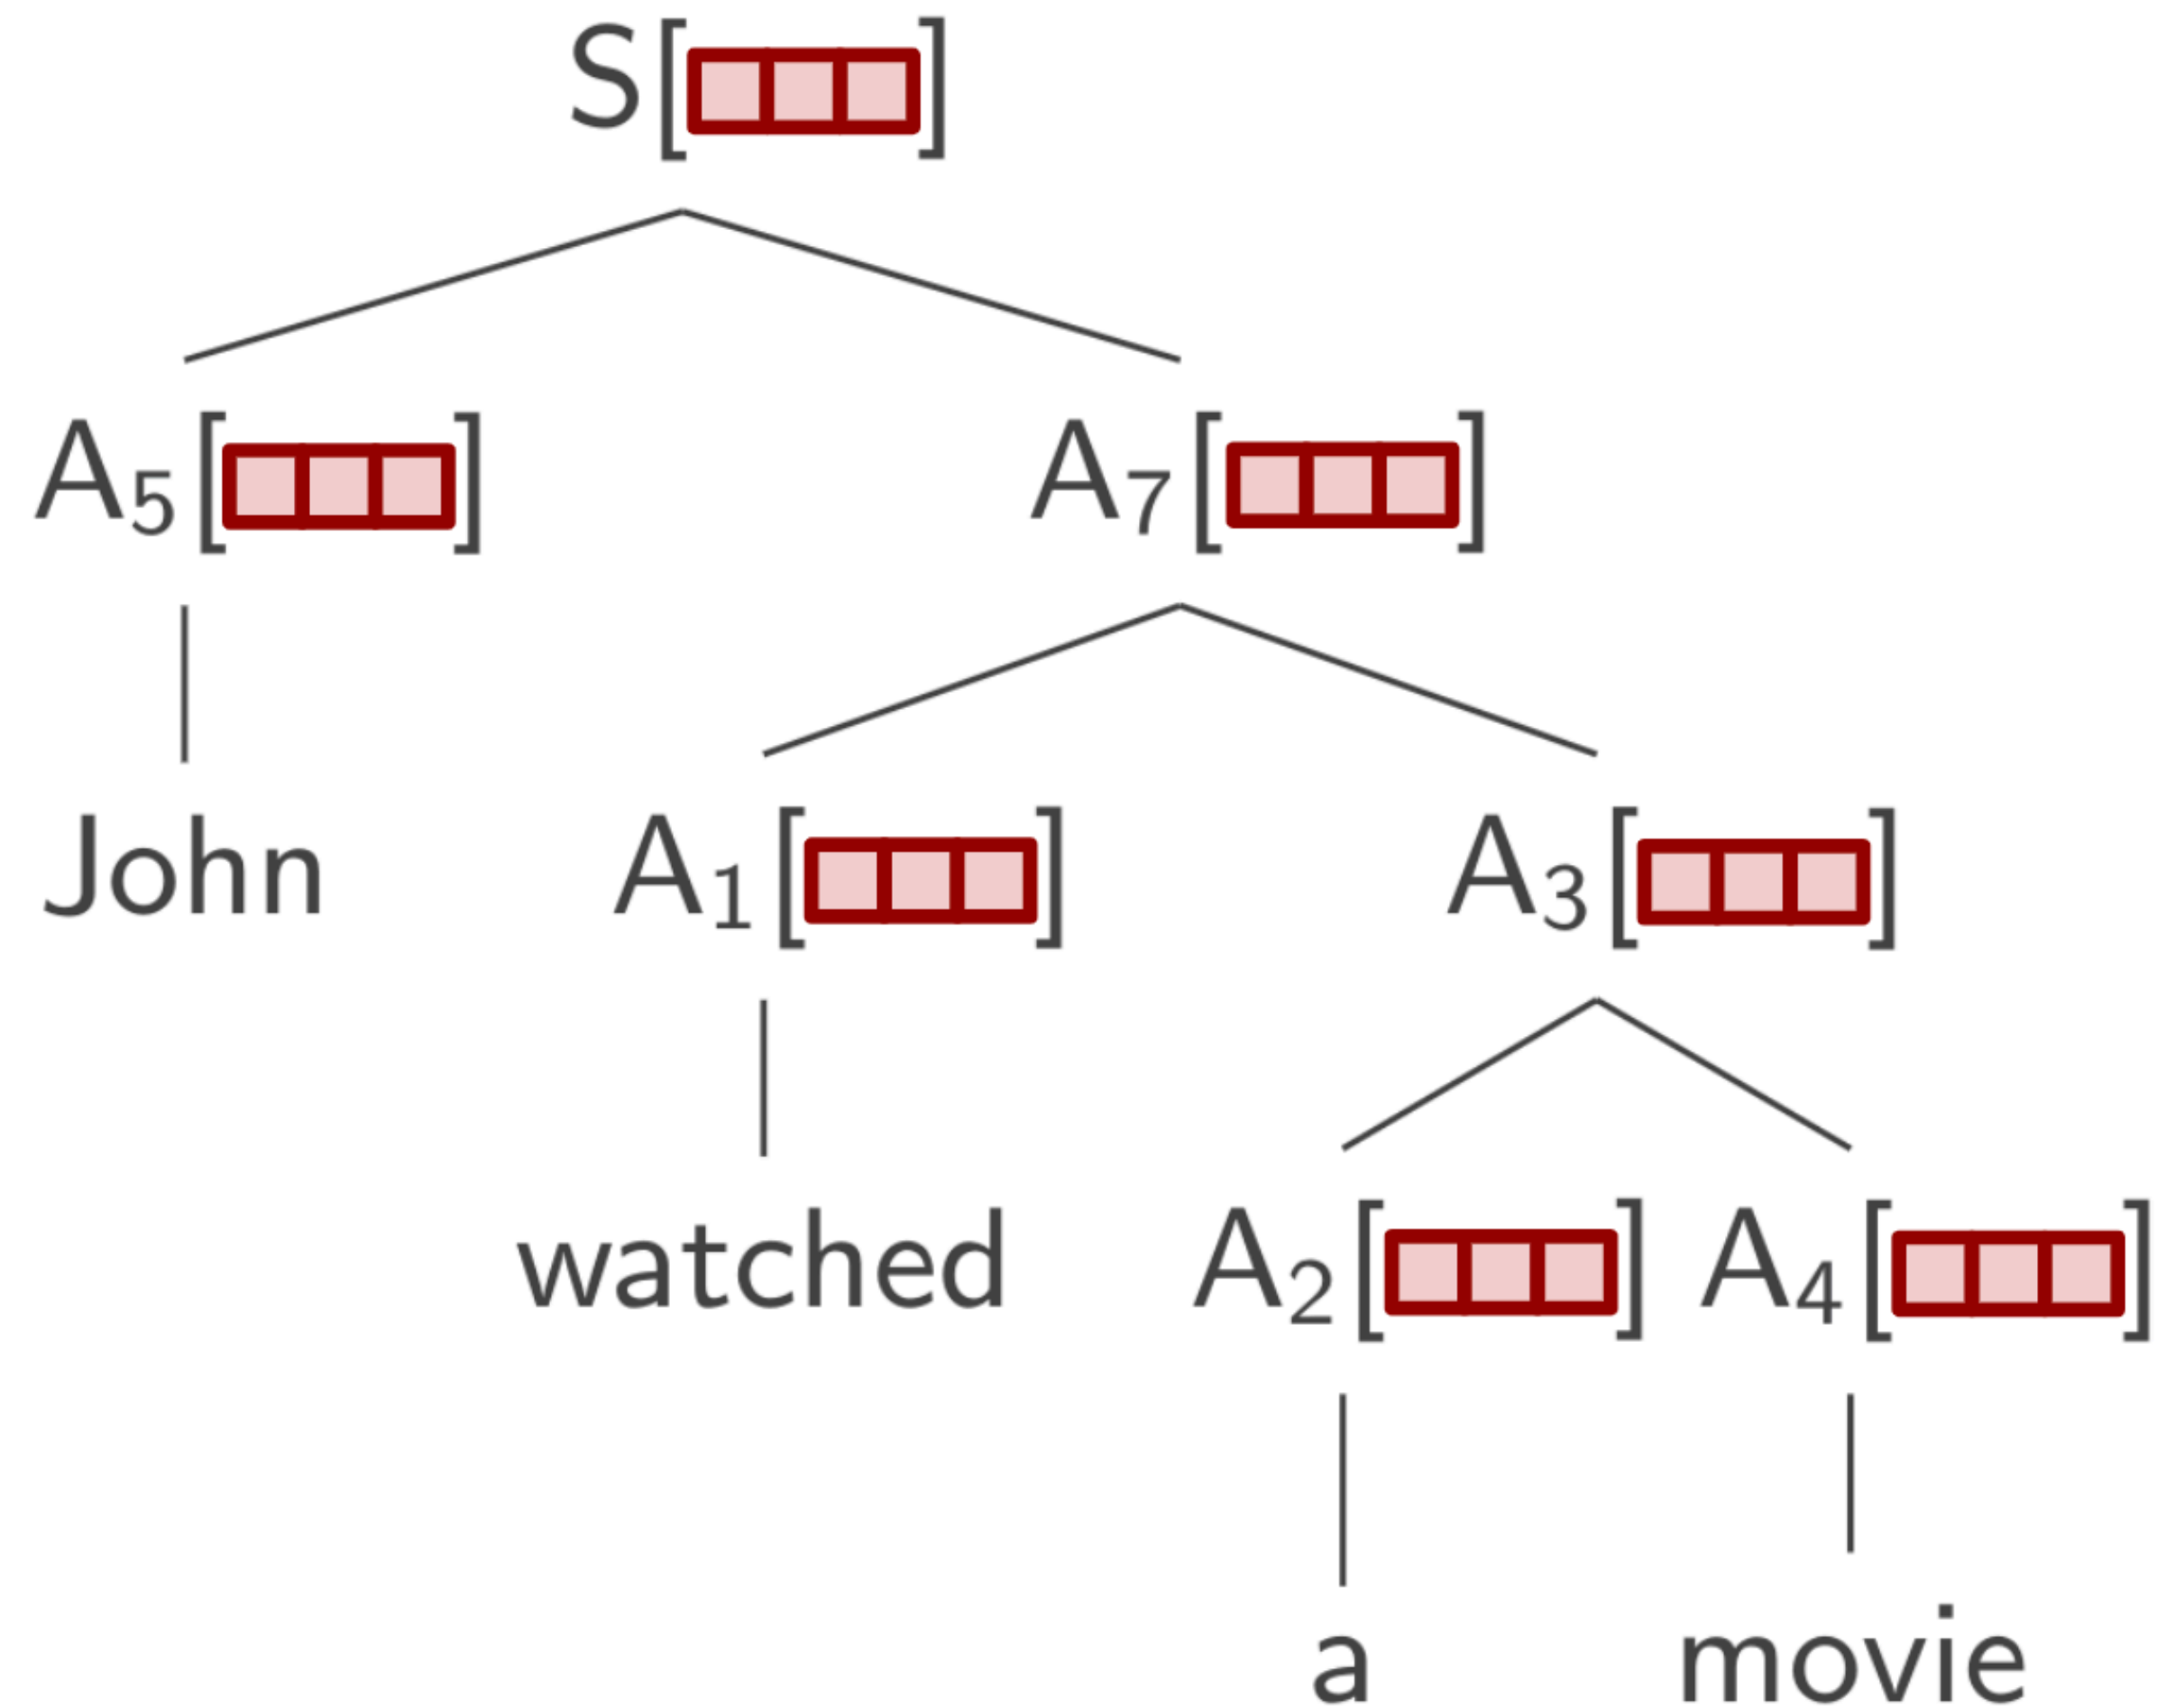 S[ ]
A5[ ] A7[ ]
John A1[ ] A3[ ]
watched A2[ ] A4[ ]
a movie